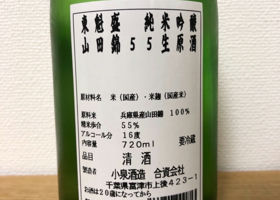 東魁盛 純米吟醸
山田錦55生原酒
原材料名 米(国産)・米麹(国産米)
原料米 兵庫県産山田錦 100%
精米歩合 55%
アルコール分 16度
内容量 720ml 要冷蔵
品目 清酒
製造者 小泉酒造 合資会社
千葉県富津市上後423-1
お酒は20歳になってから